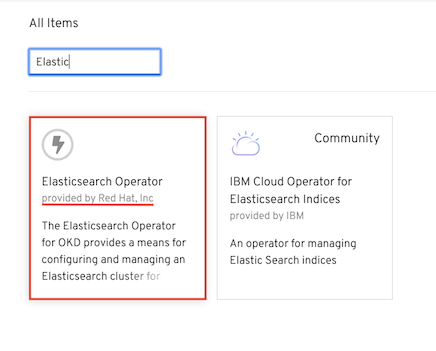 All Items
Elastic
Elasticsearch Operator
provided by Red Hat, Inc
The Elasticsearch Operator
for OKD provides a means for
configuring and managing an
Elasticsearch cluster for
Community
IBM Cloud Operator for
Elasticsearch Indices
provided by IBM
An operator for managing
Elastic Search indices